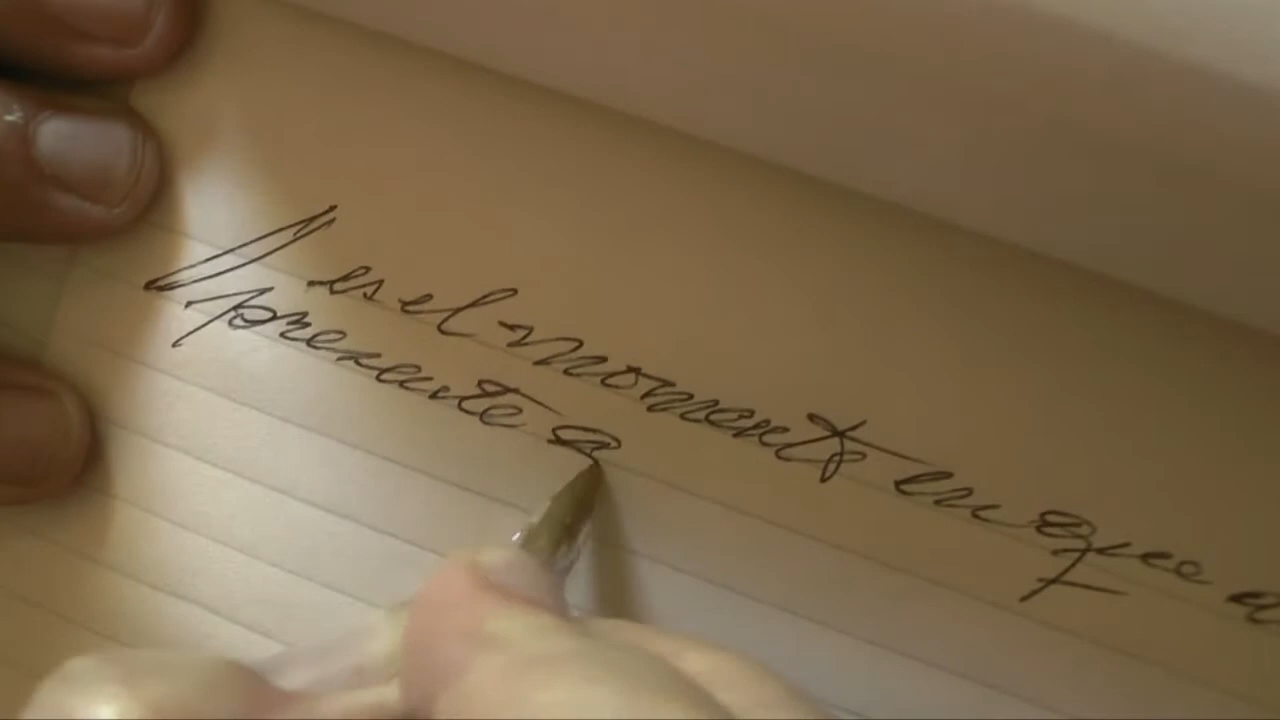 es el momento en que a
presente a